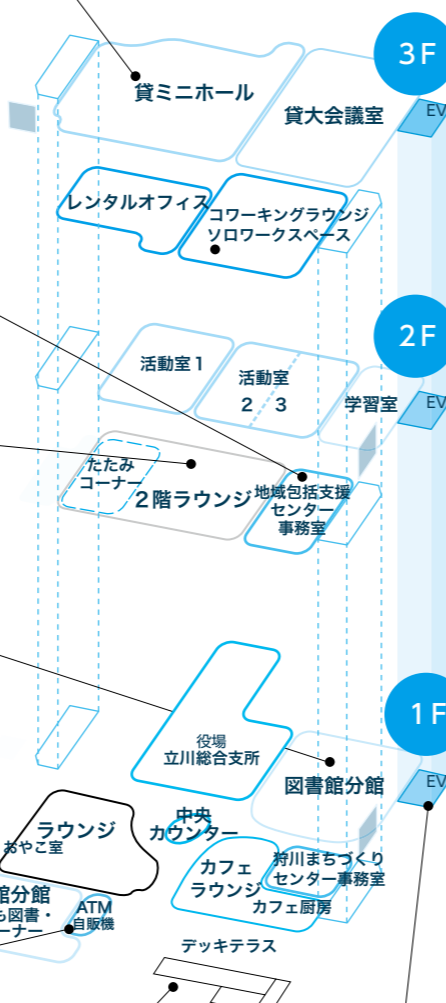 3F
貸ミニホール
貸大会議室
EV
レンタルオフィス
コワーキングラウンジ
ソロワークスペース
2F
活動室1
活動室
2 3
学習室
EV
たたみ
コーナー
2階ラウンジ
地域包括支援
センター
事務室
1F
役場
立川総合支所
図書館分館
EV
中央
カウンター
ラウンジ
おやこ室
カフェ
ラウンジ
狩川まちづくり
センター事務室
カフェ厨房
館分館
ATM
自販機
も図書・
ーナー
デッキテラス